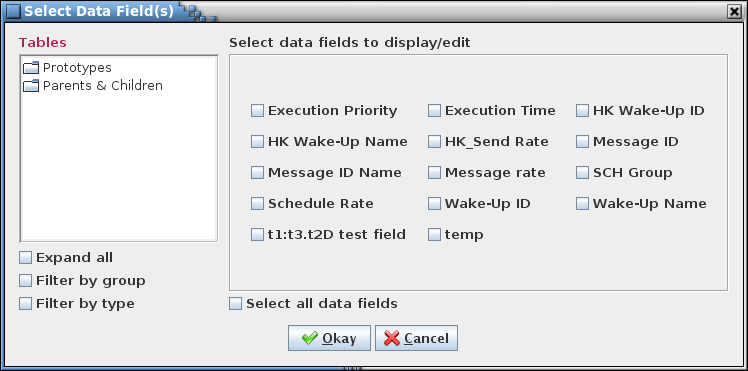 Select Data Field(s)
Tables
Prototypes
Parents & Children
Expand all
Filter by group
Filter by type
Select data fields to display/edit
Execution Priority Execution Time HK Wake-Up ID
HK Wake-Up Name HK_Send Rate Message ID
Message ID Name Message rate SCH Group
Schedule Rate Wake-Up ID Wake-Up Name
t1:t3.t2D test field temp
Select all data fields
Okay Cancel